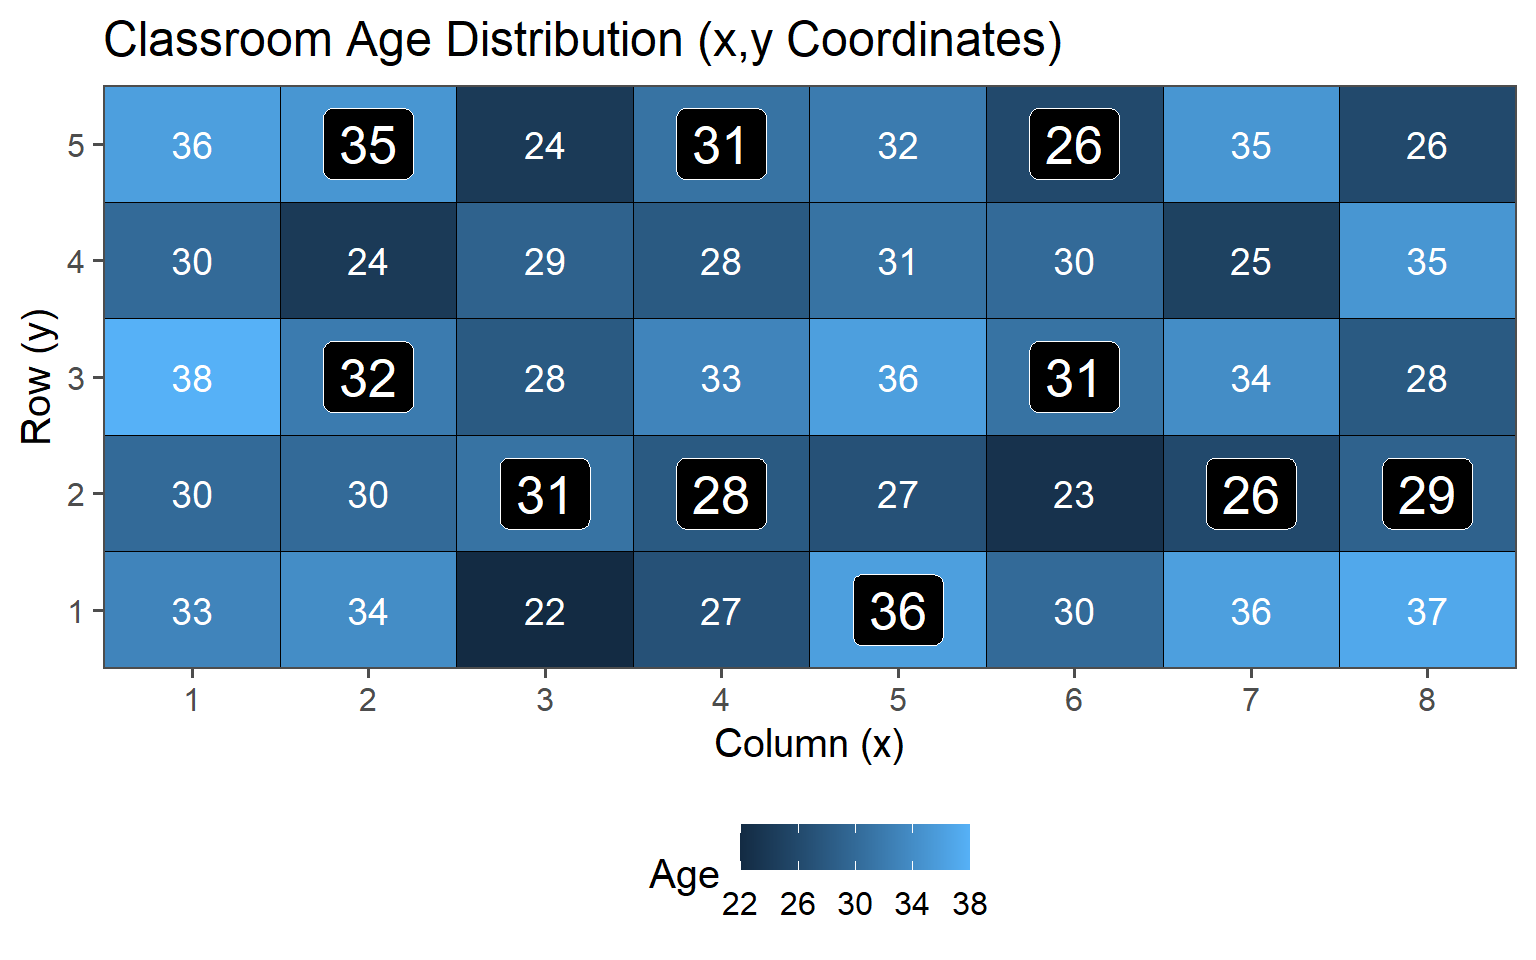 Classroom Age Distribution (x,y Coordinates)
5 36 35 24 31 32 26 35 26
4 30 24 29 28 31 30 25 35
3 38 32 28 33 36 31 34 28
2 30 30 31 28 27 23 26 29
1 33 34 22 27 36 30 36 37
Row (y)
1 2 3 4 5 6 7 8
Column (x)
Age
22 26 30 34 38